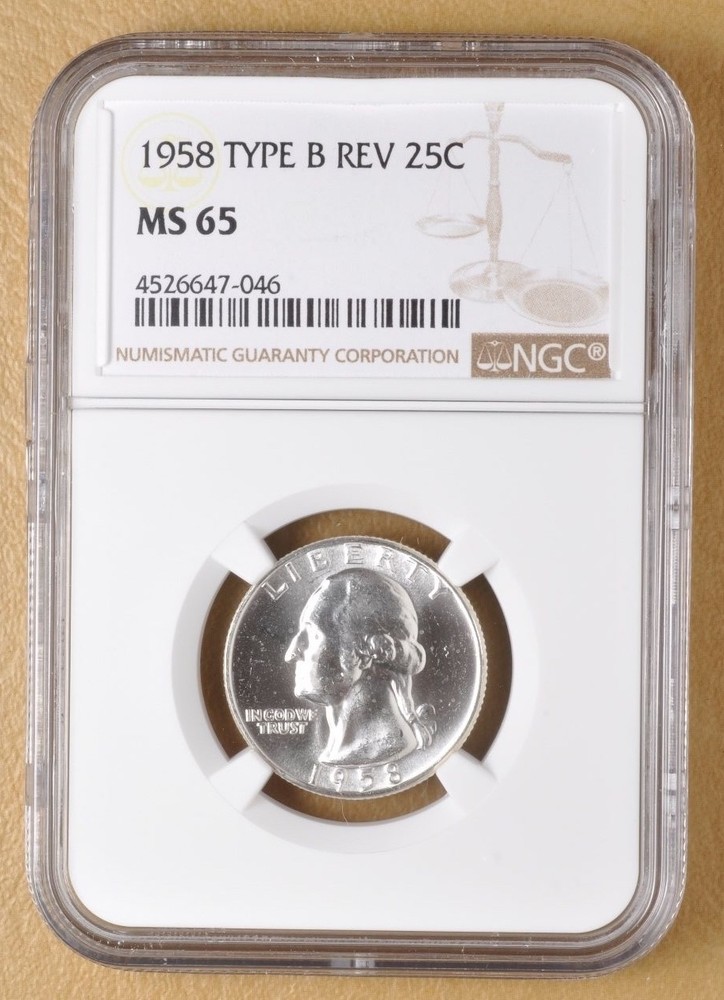 1958 TYPE B REV 25C
MS 65
4526647-046
NUMISMATIC GUARANTY CORPORATION
NGC®
LIBERTY
IN GOD WE
TRUST
1958